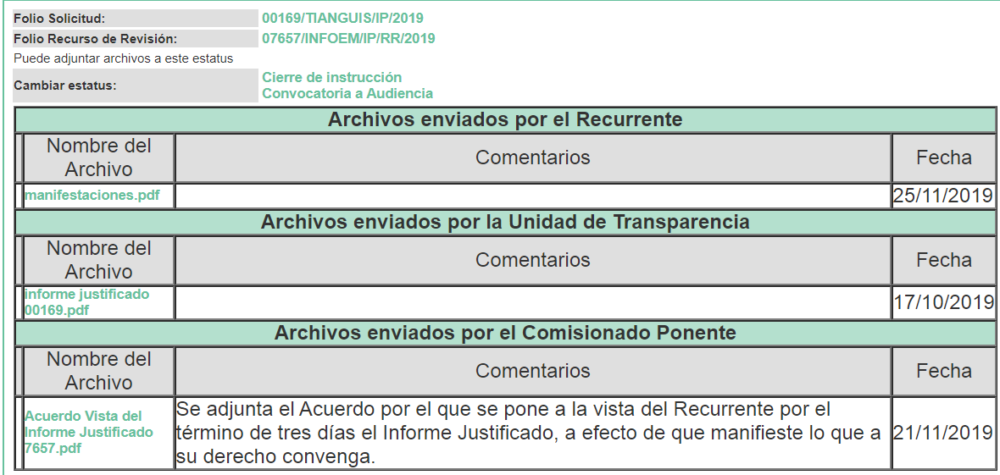 Folio Solicitud: 00169/TIANGUIS/IP/2019
Folio Recurso de Revisión: 07657/INFOEM/IP/RR/2019
Puede adjuntar archivos a este estatus
Cambiar estatus: Cierre de instrucción
Convocatoria a Audiencia
Archivos enviados por el Recurrente
Nombre del Archivo Comentarios Fecha
manifestaciones.pdf 25/11/2019
Archivos enviados por la Unidad de Transparencia
Nombre del Archivo Comentarios Fecha
informe justificado 00169.pdf 17/10/2019
Archivos enviados por el Comisionado Ponente
Nombre del Archivo Comentarios Fecha
Acuerdo Vista del Informe Justificado 7657.pdf
Se adjunta el Acuerdo por el que se pone a la vista del Recurrente por el
término de tres días el Informe Justificado, a efecto de que manifieste lo que a
su derecho convenga.
21/11/2019